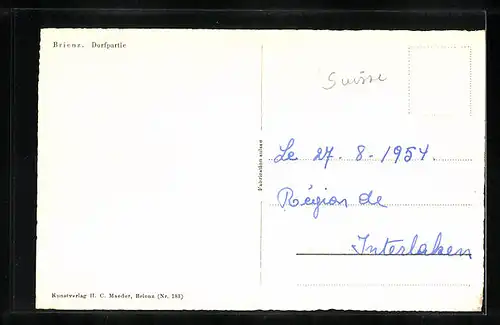 Brienz. Dorfpartie
Suisse
Fabrication suisse
Le 27-8-1954.
Région de
Interlaken
Kunstverlag H. C. Maeder, Brienz (Nr. 183)